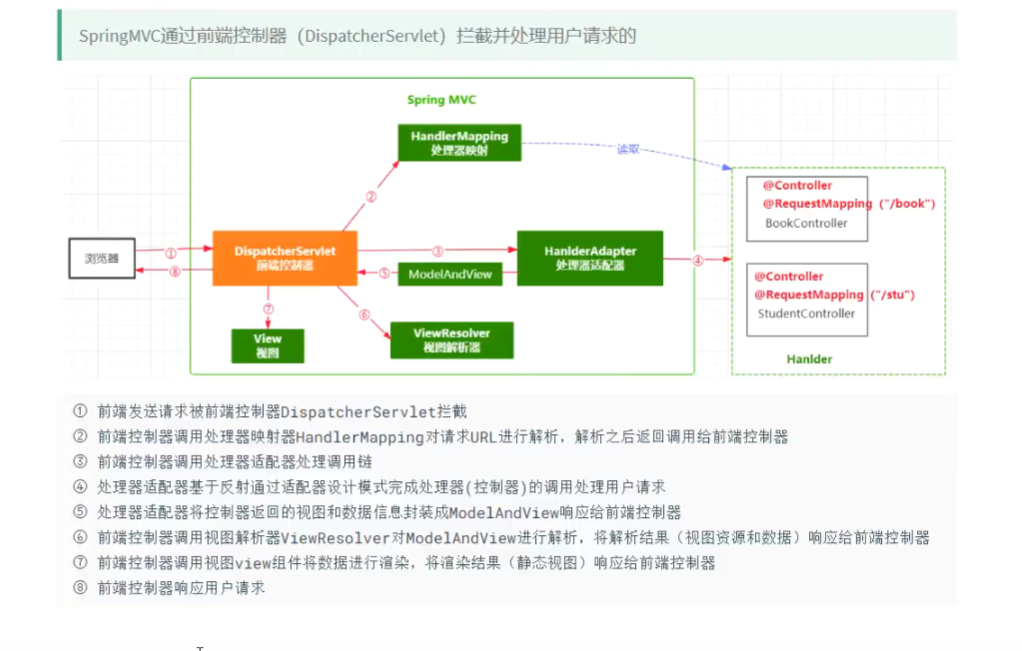 SpringMVC通过前端控制器（DispatcherServlet）拦截并处理用户请求的
Spring MVC
HandlerMapping
处理器映射
读取
@Controller
@RequestMapping（"/book"）
BookController
②
浏览器
①
⑧
DispatcherServlet
前端控制器
③
⑤
ModelAndView
HanlderAdapter
处理器适配器
④
@Controller
@RequestMapping（"/stu"）
StudentController
⑦
⑥
View
视图
ViewResolver
视图解析器
Hanlder
① 前端发送请求被前端控制器DispatcherServlet拦截
② 前端控制器调用处理器映射器HandlerMapping对请求URL进行解析，解析之后返回调用给前端控制器
③ 前端控制器调用处理器适配器处理调用链
④ 处理器适配器基于反射通过适配器设计模式完成处理器(控制器)的调用处理用户请求
⑤ 处理器适配器将控制器返回的视图和数据信息封装成ModelAndView响应给前端控制器
⑥ 前端控制器调用视图解析器ViewResolver对ModelAndView进行解析，将解析结果（视图资源和数据）响应给前端控制器
⑦ 前端控制器调用视图view组件将数据进行渲染，将渲染结果（静态视图）响应给前端控制器
⑧ 前端控制器响应用户请求